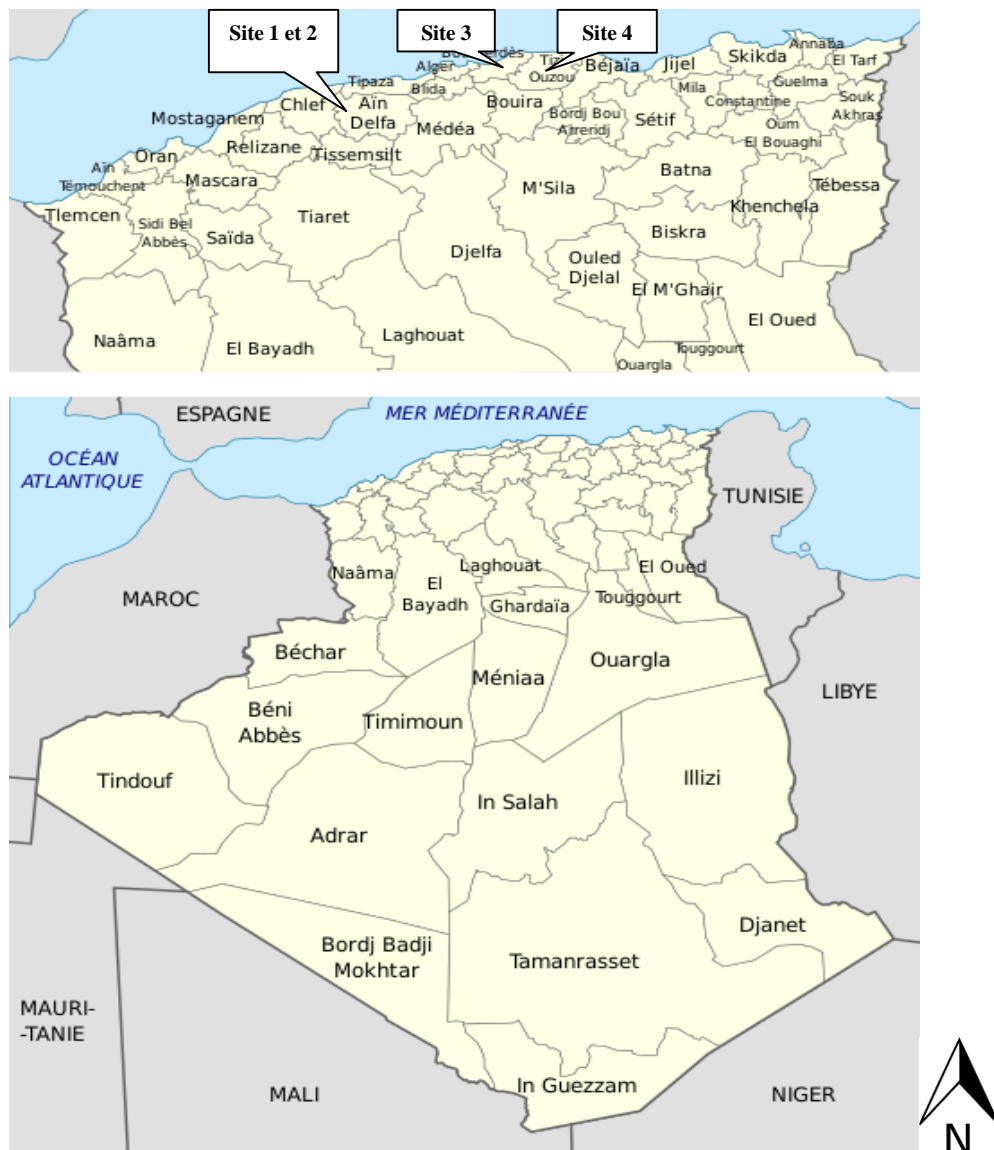 Site 1 et 2
Site 3
Site 4
Annaba
Skikda
El Tarf
Jijel
Béjaïa
Tizi
Ouzou
Alger
Tipaza
Blida
Guelma
Mila
Constantine
Souk
Ahras
Chlef
Aïn
Delfa
Bouira
Médéa
Bordj Bou
Sétif
Oum
El Bouaghi
Mostaganem
Relizane
Tissemsilt
Oran
Aïn
Témouchent
Mascara
M'Sila
Batna
Khenchela
Tébessa
Tlemcen
Sidi Bel
Abbès
Saïda
Tiaret
Djelfa
Biskra
Ouled
Djelal
El M'Ghair
El Oued
Naâma
El Bayadh
Laghouat
Touggourt
Ouargla
ESPAGNE
MER MÉDITERRANÉE
OCÉAN
ATLANTIQUE
TUNISIE
MAROC
Naâma
El
Bayadh
Laghouat
El Oued
Ghardaïa
Touggourt
Béchar
Ouargla
Méniaa
LIBYE
Béni
Abbès
Timimoun
Tindouf
In Salah
Illizi
Adrar
Djanet
Bordj Badji
Mokhtar
Tamanrasset
MAURI-
-TANIE
MALI
In Guezzam
NIGER
N